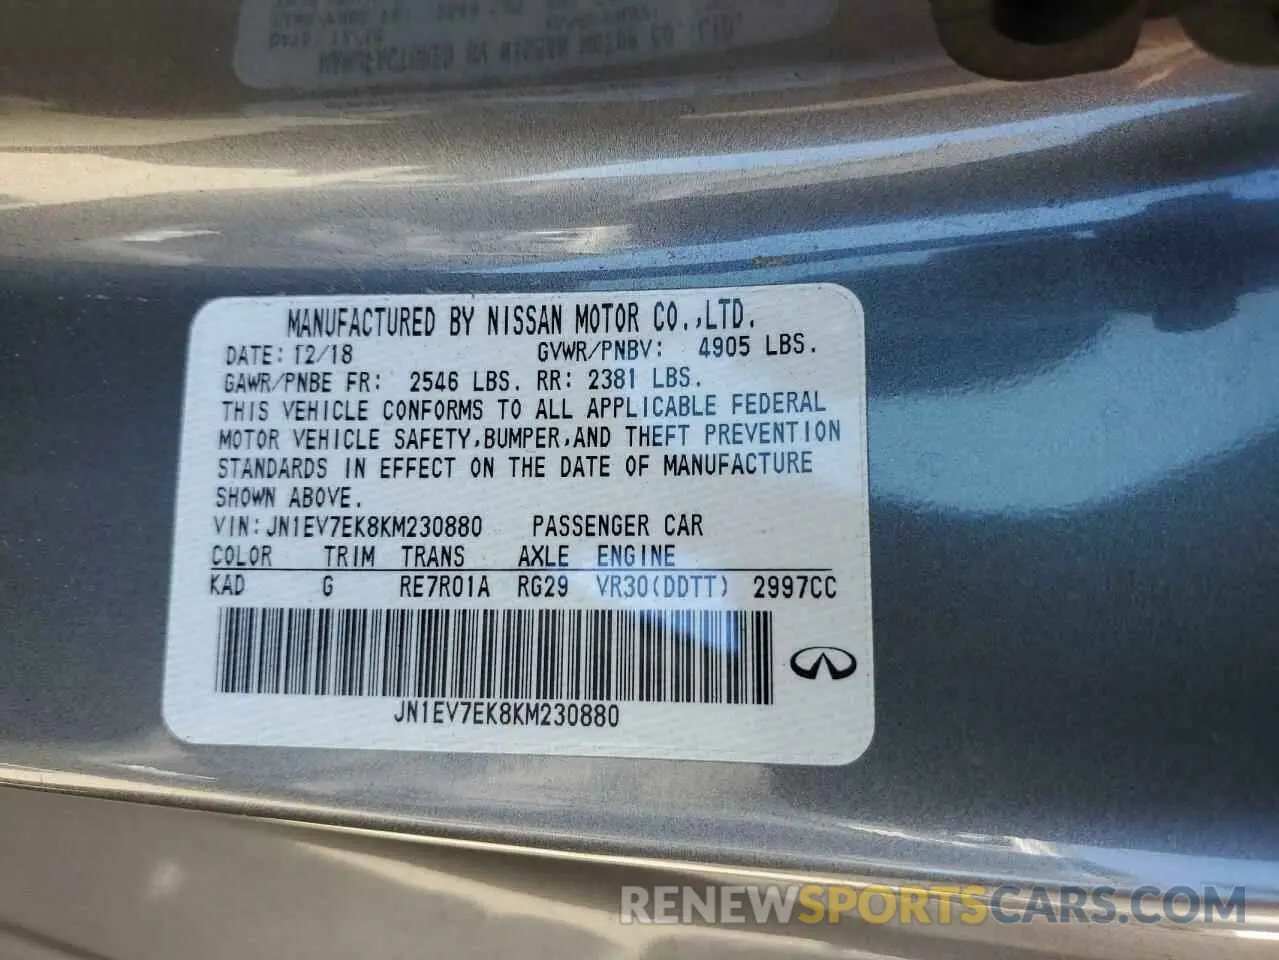 MANUFACTURED BY NISSAN MOTOR CO.,LTD.
DATE: 12/18 GVWR/PNBV: 4905 LBS.
GAWR/PNBE FR: 2546 LBS. RR: 2381 LBS.
THIS VEHICLE CONFORMS TO ALL APPLICABLE FEDERAL
MOTOR VEHICLE SAFETY,BUMPER,AND THEFT PREVENTION
STANDARDS IN EFFECT ON THE DATE OF MANUFACTURE
SHOWN ABOVE.
VIN: JN1EV7EK8KM230880 PASSENGER CAR
COLOR TRIM TRANS AXLE ENGINE
KAD G RE7R01A RG29 VR30(DDTT) 2997CC
JN1EV7EK8KM230880
RENEWSPORTSCARS.COM